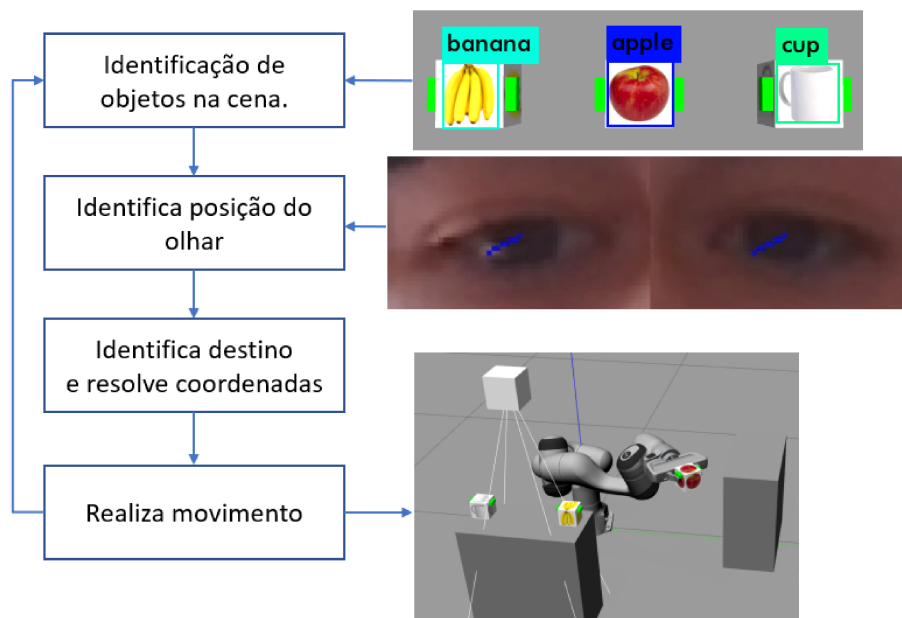 Identificação de
objetos na cena.
banana
apple
cup
Identifica posição do
olhar
Identifica destino
e resolve coordenadas
Realiza movimento